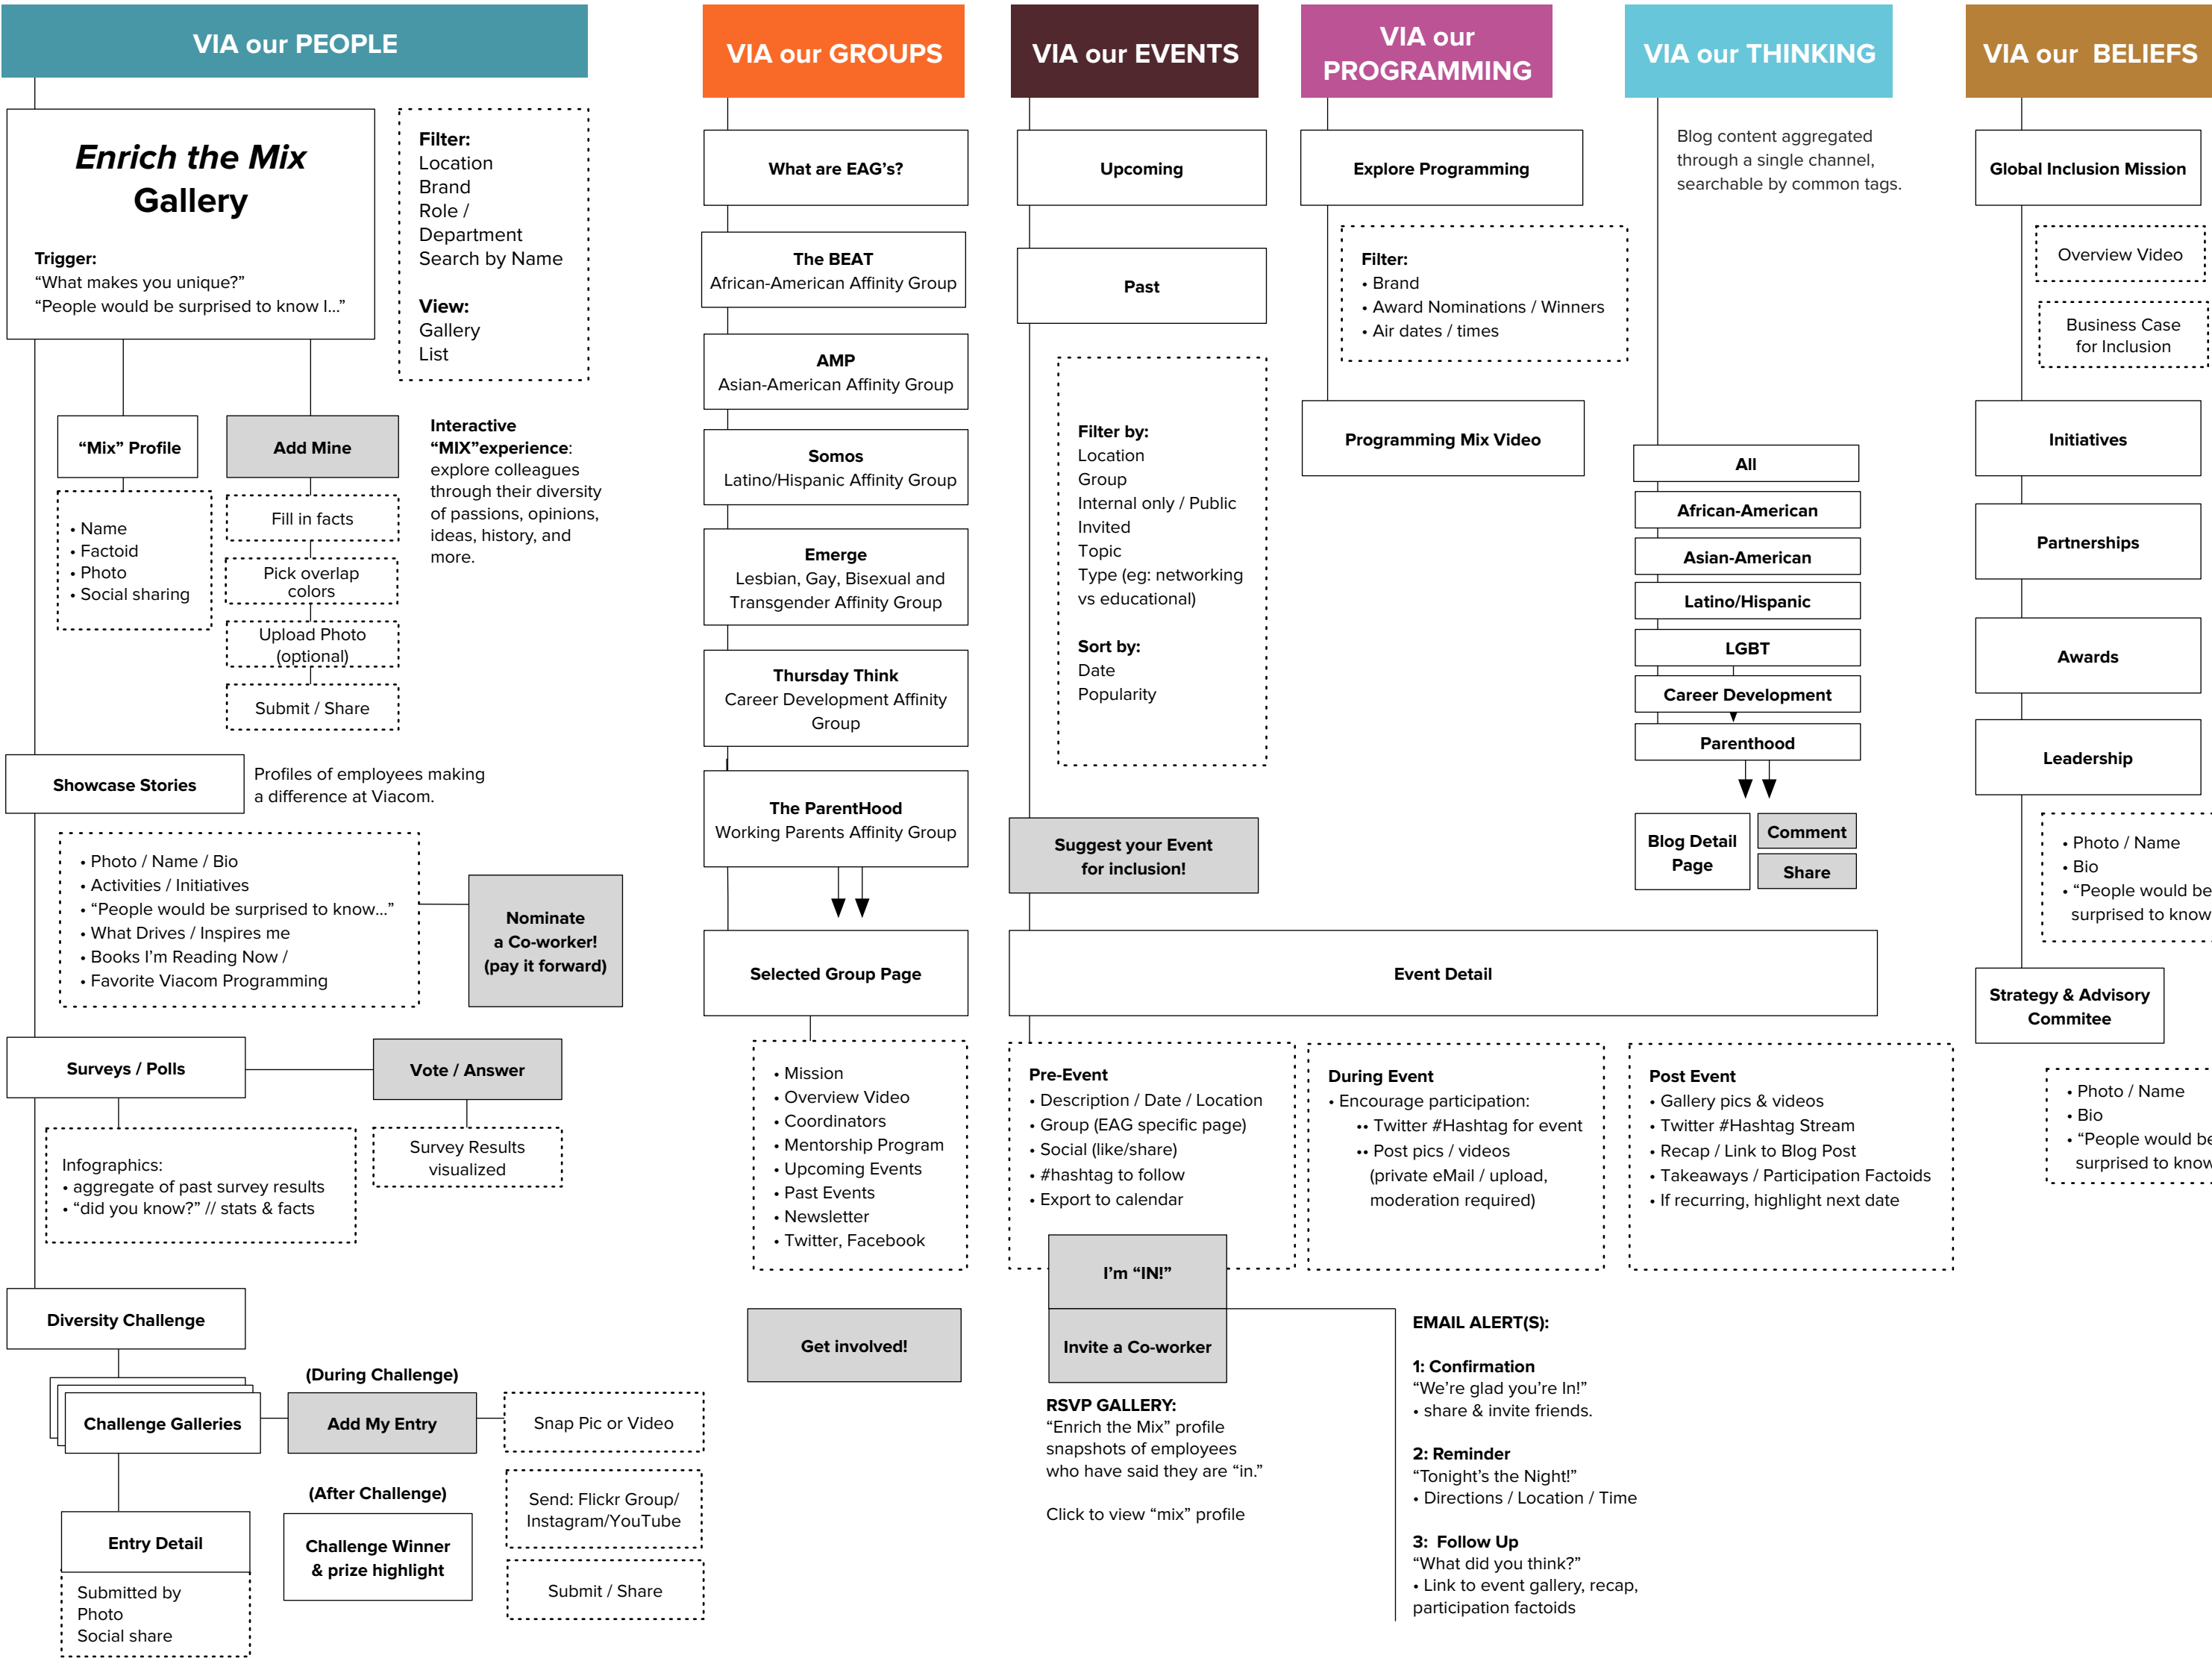 VIA our PEOPLE
Enrich the Mix
Gallery
Trigger:
“What makes you unique?”
“People would be surprised to know I...”
Filter:
Location
Brand
Role /
Department
Search by Name
View:
Gallery
List
“Mix” Profile
• Name
• Factoid
• Photo
• Social sharing
Add Mine
Fill in facts
Pick overlap
colors
Upload Photo
(optional)
Submit / Share
Interactive
“MIX”experience:
explore colleagues
through their diversity
of passions, opinions,
ideas, history, and
more.
Showcase Stories
Profiles of employees making
a difference at Viacom.
• Photo / Name / Bio
• Activities / Initiatives
• “People would be surprised to know...”
• What Drives / Inspires me
• Books I’m Reading Now /
• Favorite Viacom Programming
Nominate
a Co-worker!
(pay it forward)
Surveys / Polls
Vote / Answer
Infographics:
• aggregate of past survey results
• “did you know?” // stats & facts
Survey Results
visualized
Diversity Challenge
Challenge Galleries
(During Challenge)
Add My Entry
Snap Pic or Video
Send: Flickr Group/
Instagram/YouTube
Submit / Share
(After Challenge)
Challenge Winner
& prize highlight
Entry Detail
Submitted by
Photo
Social share
VIA our GROUPS
What are EAG’s?
The BEAT
African-American Affinity Group
AMP
Asian-American Affinity Group
Somos
Latino/Hispanic Affinity Group
Emerge
Lesbian, Gay, Bisexual and
Transgender Affinity Group
Thursday Think
Career Development Affinity
Group
The ParentHood
Working Parents Affinity Group
Selected Group Page
• Mission
• Overview Video
• Coordinators
• Mentorship Program
• Upcoming Events
• Past Events
• Newsletter
• Twitter, Facebook
Get involved!
VIA our EVENTS
Upcoming
Past
Filter by:
Location
Group
Internal only / Public
Invited
Topic
Type (eg: networking
vs educational)
Sort by:
Date
Popularity
Suggest your Event
for inclusion!
Event Detail
Pre-Event
• Description / Date / Location
• Group (EAG specific page)
• Social (like/share)
• #hashtag to follow
• Export to calendar
During Event
• Encourage participation:
•• Twitter #Hashtag for event
•• Post pics / videos
(private eMail / upload,
moderation required)
Post Event
• Gallery pics & videos
• Twitter #Hashtag Stream
• Recap / Link to Blog Post
• Takeaways / Participation Factoids
• If recurring, highlight next date
I’m “IN!”
Invite a Co-worker
RSVP GALLERY:
“Enrich the Mix” profile
snapshots of employees
who have said they are “in.”
Click to view “mix” profile
EMAIL ALERT(S):
1: Confirmation
“We’re glad you’re In!”
• share & invite friends.
2: Reminder
“Tonight’s the Night!”
• Directions / Location / Time
3: Follow Up
“What did you think?”
• Link to event gallery, recap,
participation factoids
VIA our
PROGRAMMING
Explore Programming
Filter:
• Brand
• Award Nominations / Winners
• Air dates / times
Programming Mix Video
VIA our THINKING
Blog content aggregated
through a single channel,
searchable by common tags.
All
African-American
Asian-American
Latino/Hispanic
LGBT
Career Development
Parenthood
Blog Detail
Page
Comment
Share
VIA our BELIEFS
Global Inclusion Mission
Overview Video
Business Case
for Inclusion
Initiatives
Partnerships
Awards
Leadership
• Photo / Name
• Bio
• “People would be
surprised to know
Strategy & Advisory
Commitee
• Photo / Name
• Bio
• “People would be
surprised to know